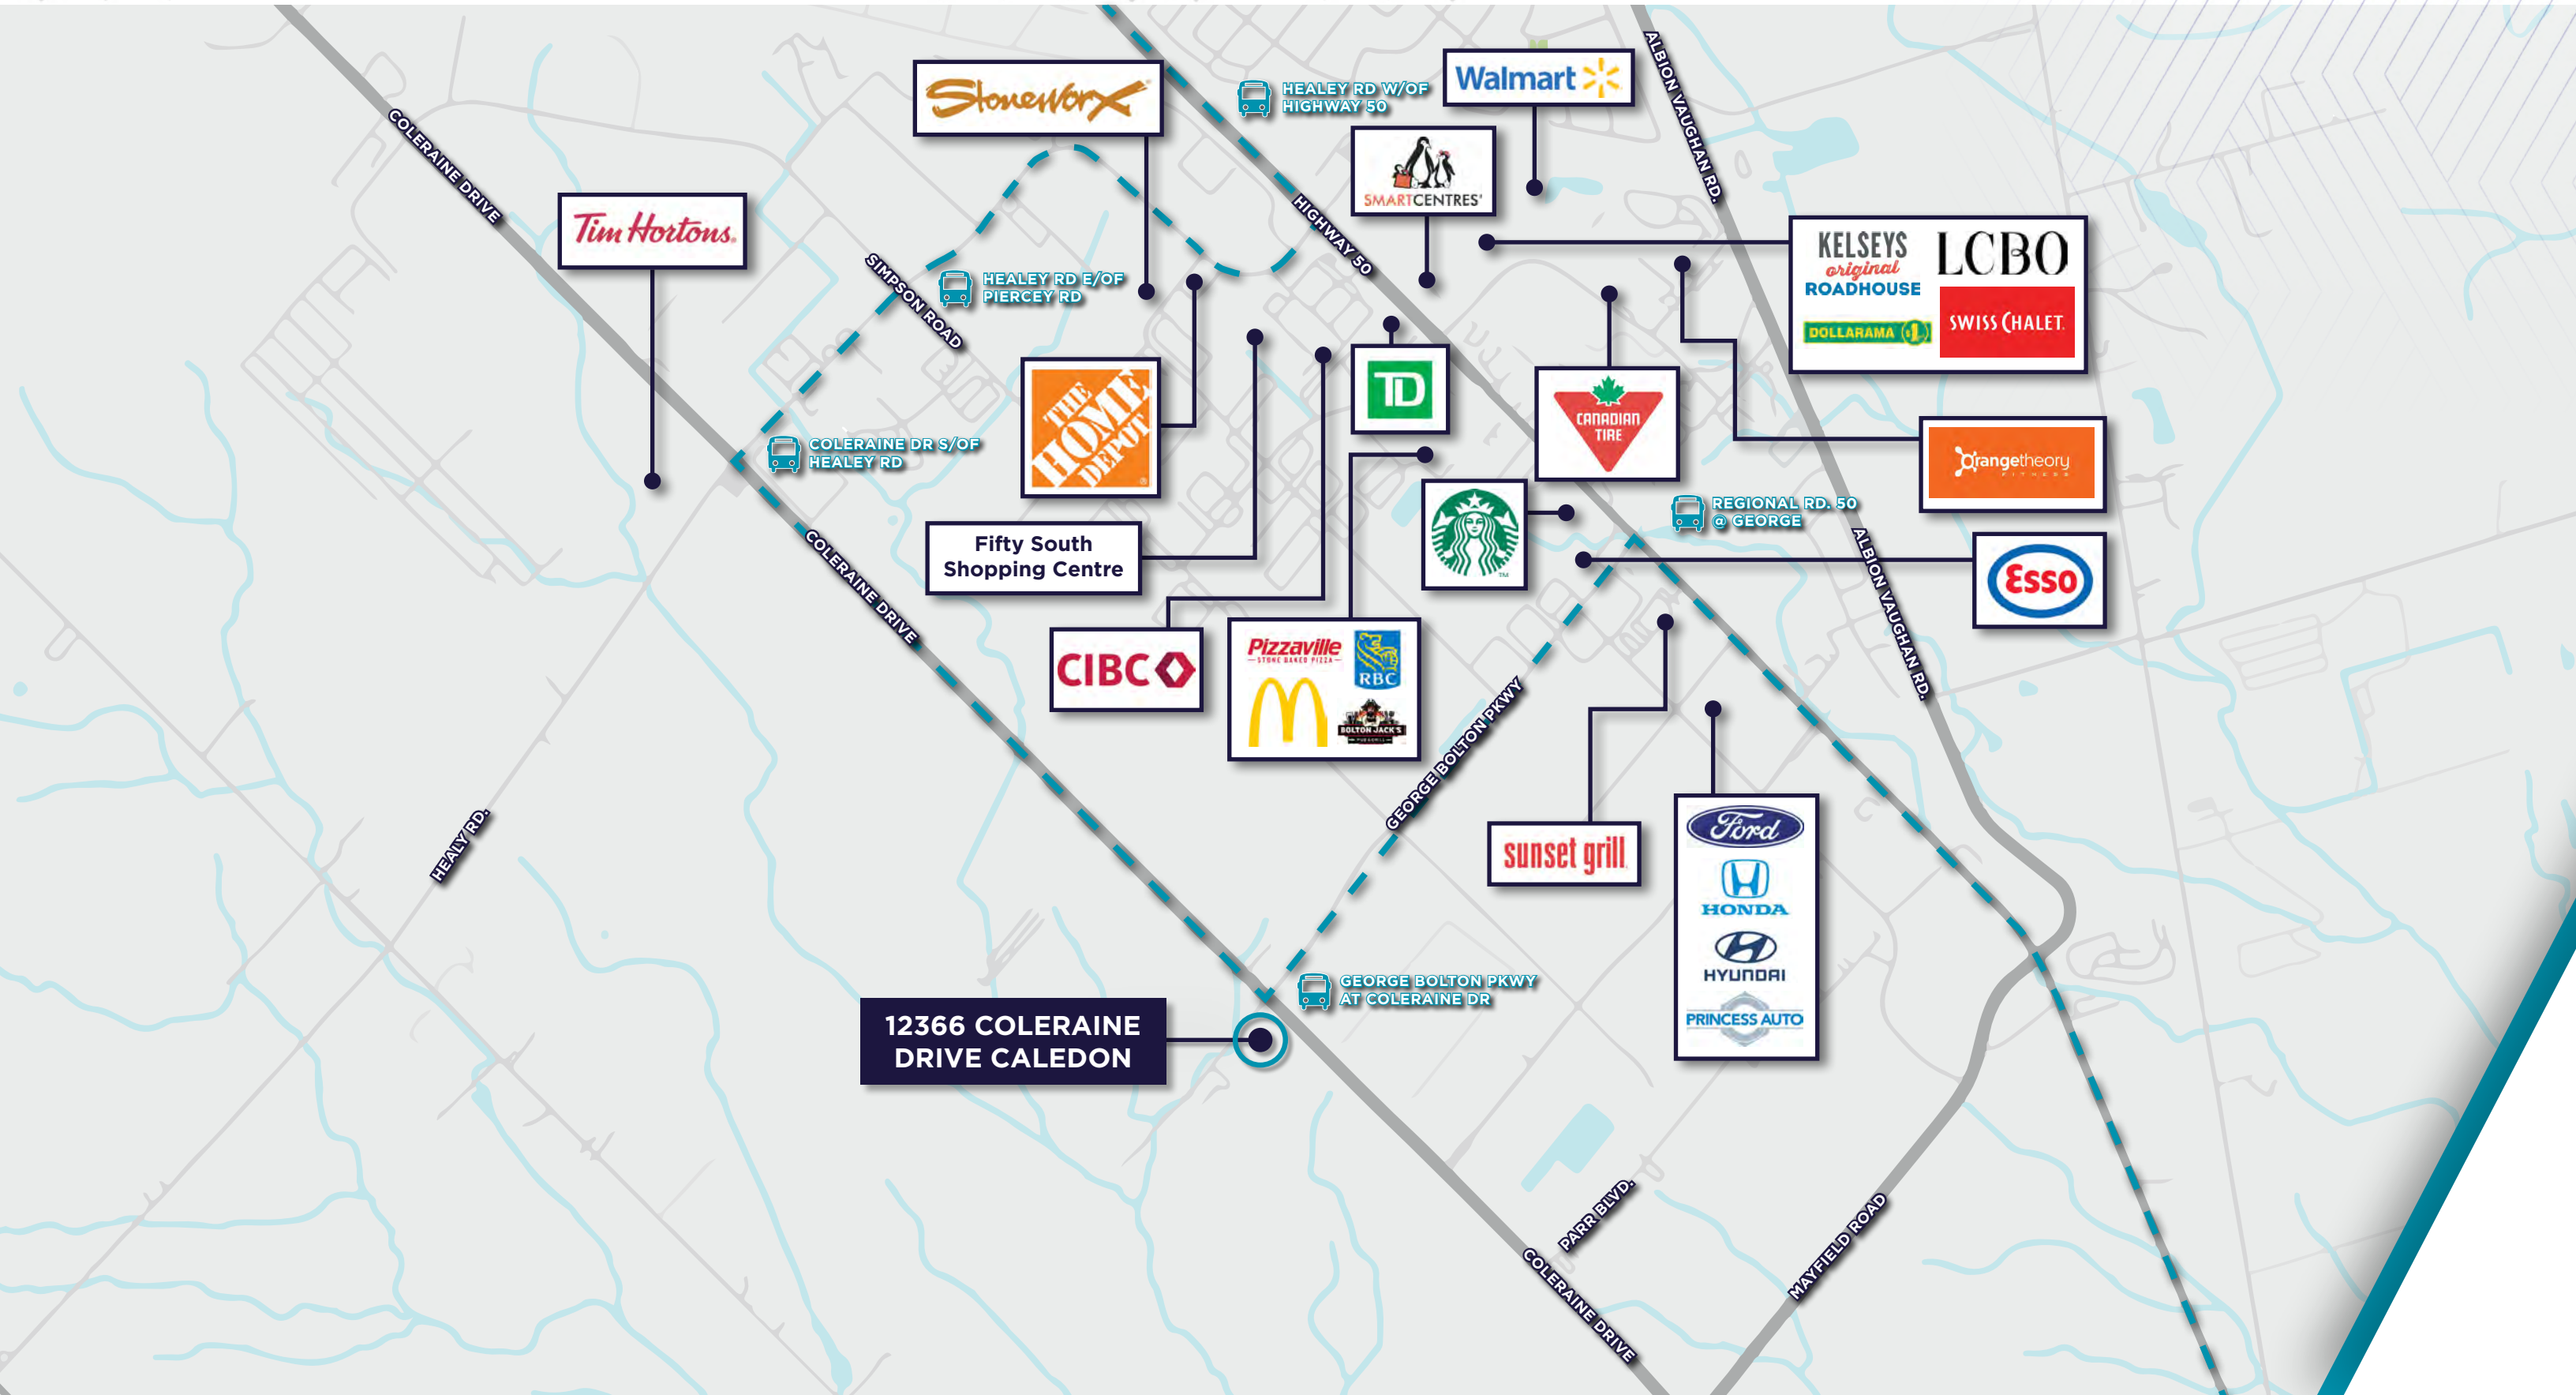 StoneworX
HEALEY RD W/OF
HIGHWAY 50
Walmart
ALBION VAUGHAN RD.
COLERAINE DRIVE
SMARTCENTRES
Tim Hortons
HIGHWAY 50
KELSEYS
original
ROADHOUSE
LCBO
DOLLARAMA
SWISS CHALET
SIMPSON ROAD
HEALEY RD E/OF
PIERCEY RD
THE
HOME
DEPOT
TD
CANADIAN
TIRE
COLERAINE DR S/OF
HEALEY RD
Orangetheory
FITNESS
REGIONAL RD. 50
@ GEORGE
Fifty South
Shopping Centre
COLERAINE DRIVE
Esso
ALBION VAUGHAN RD.
CIBC
Pizzaville
STONE BAKED PIZZA
RBC
BOLTON JACK'S
GEORGE BOLTON PKWY
HEALY RD.
sunset grill
Ford
HONDA
HYUNDAI
PRINCESS AUTO
GEORGE BOLTON PKWY
AT COLERAINE DR
12366 COLERAINE
DRIVE CALEDON
PARR BLVD.
MAYFIELD ROAD
COLERAINE DRIVE